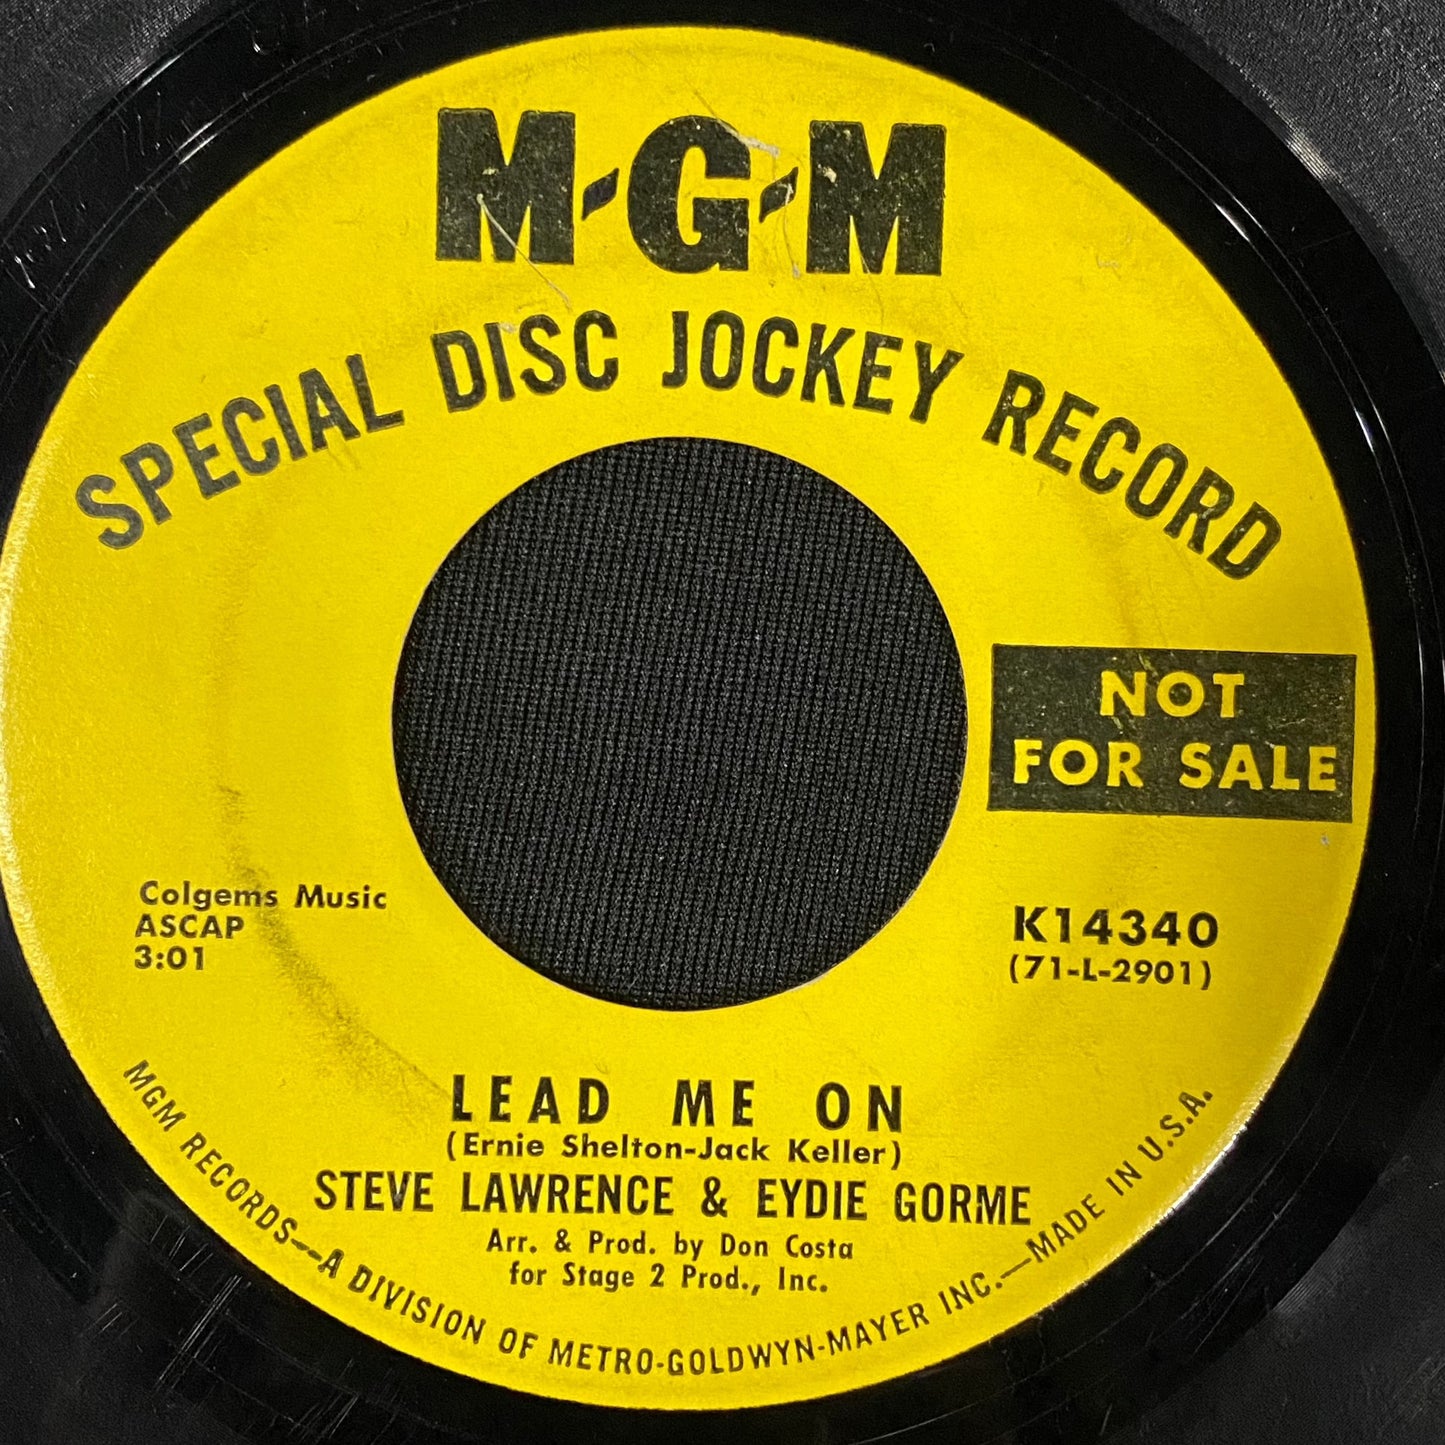 M-G-M
SPECIAL DISC JOCKEY RECORD
NOT
FOR SALE
Colgems Music
ASCAP
3:01
K14340
(71-L-2901)
LEAD ME ON
(Ernie Shelton-Jack Keller)
STEVE LAWRENCE & EYDIE GORME
Arr. & Prod. by Don Costa
for Stage 2 Prod., Inc.
MGM RECORDS—A DIVISION OF METRO-GOLDWYN-MAYER INC.—MADE IN U.S.A.